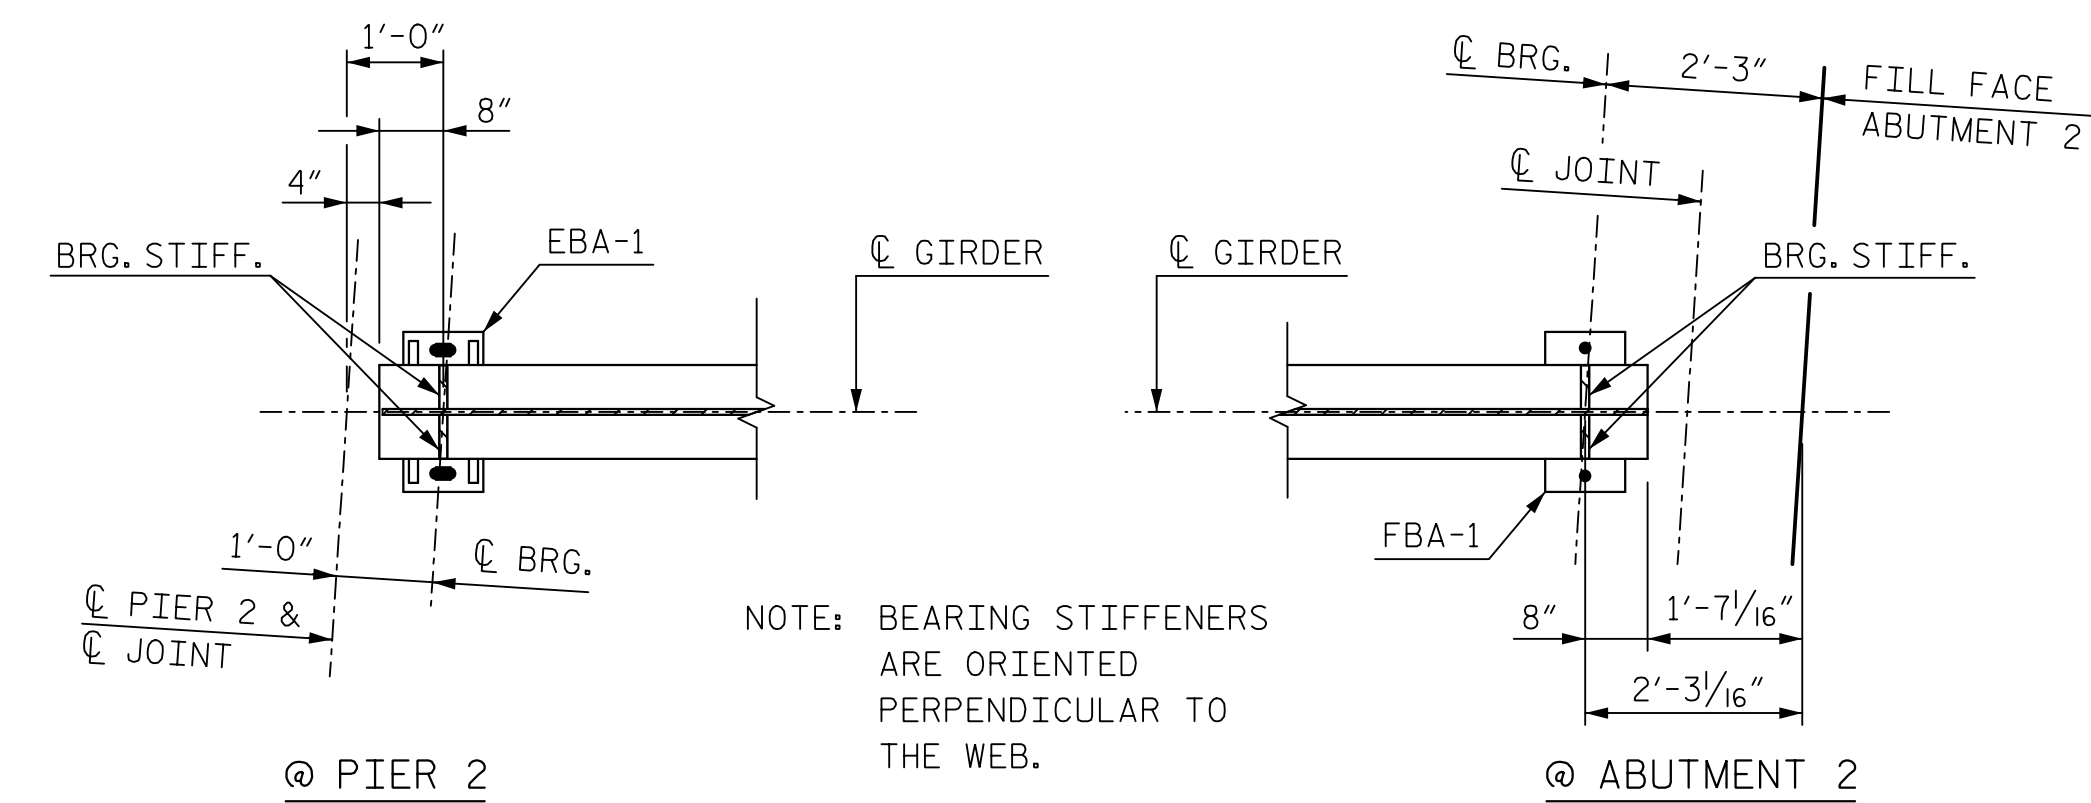 1'-0"
8"
4"
BRG. STIFF.
EBA-1
℄ GIRDER
1'-0"
℄ BRG.
℄ PIER 2 &
℄ JOINT
@ PIER 2
NOTE: BEARING STIFFENERS
ARE ORIENTED
PERPENDICULAR TO
THE WEB.
℄ BRG.
2'-3"
FILL FACE
ABUTMENT 2
℄ JOINT
℄ GIRDER
BRG. STIFF.
FBA-1
8"
1'-7 1/16"
2'-3 1/16"
@ ABUTMENT 2